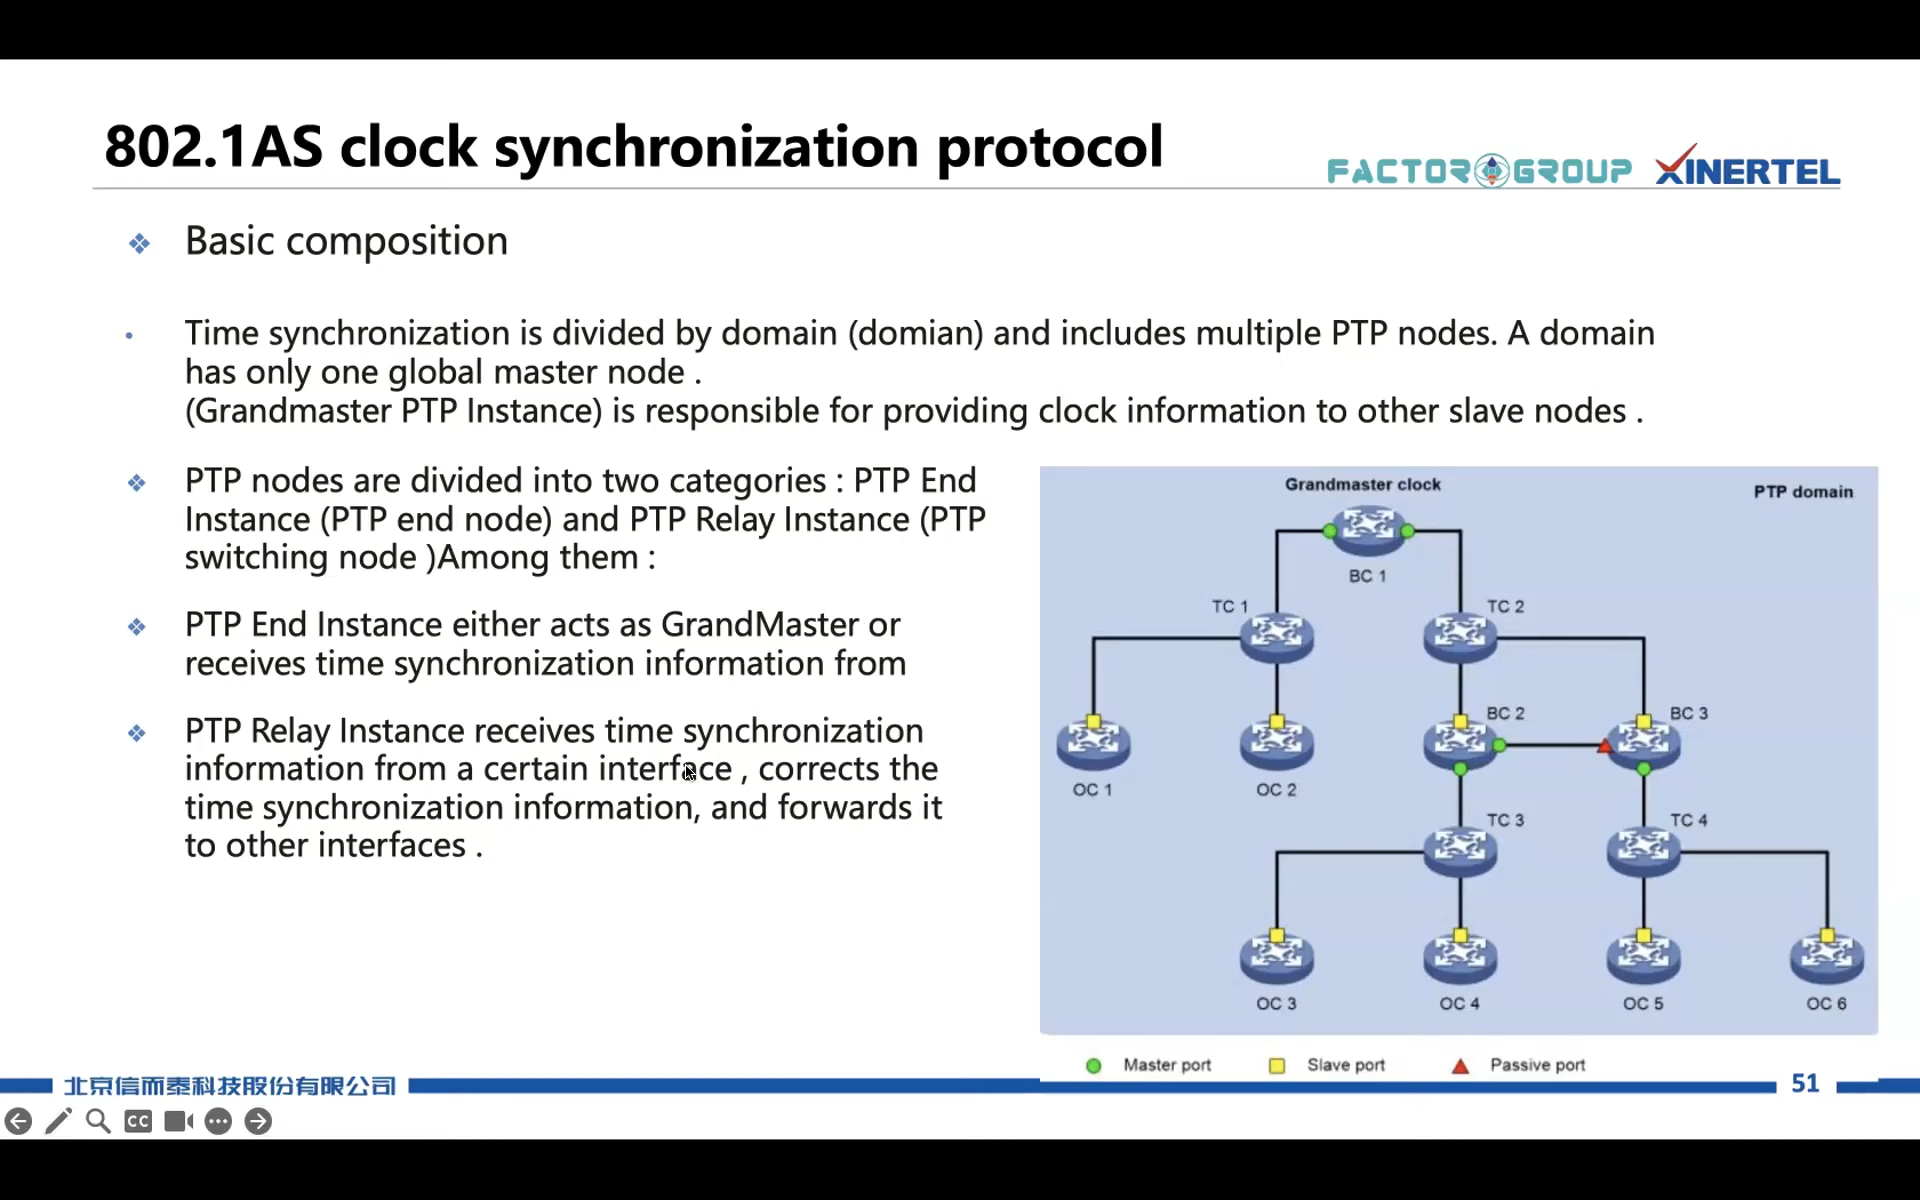 802.1AS clock synchronization protocol
FACTOR GROUP XINERTEL
Basic composition
Time synchronization is divided by domain (domian) and includes multiple PTP nodes. A domain
has only one global master node .
(Grandmaster PTP Instance) is responsible for providing clock information to other slave nodes .
PTP nodes are divided into two categories : PTP End
Instance (PTP end node) and PTP Relay Instance (PTP
switching node )Among them :
PTP End Instance either acts as GrandMaster or
receives time synchronization information from
PTP Relay Instance receives time synchronization
information from a certain interface , corrects the
time synchronization information, and forwards it
to other interfaces .
Grandmaster clock
PTP domain
BC 1
TC 1
TC 2
BC 2
BC 3
OC 1
OC 2
TC 3
TC 4
OC 3
OC 4
OC 5
OC 6
Master port
Slave port
Passive port
北京信而泰科技股份有限公司
51
CC